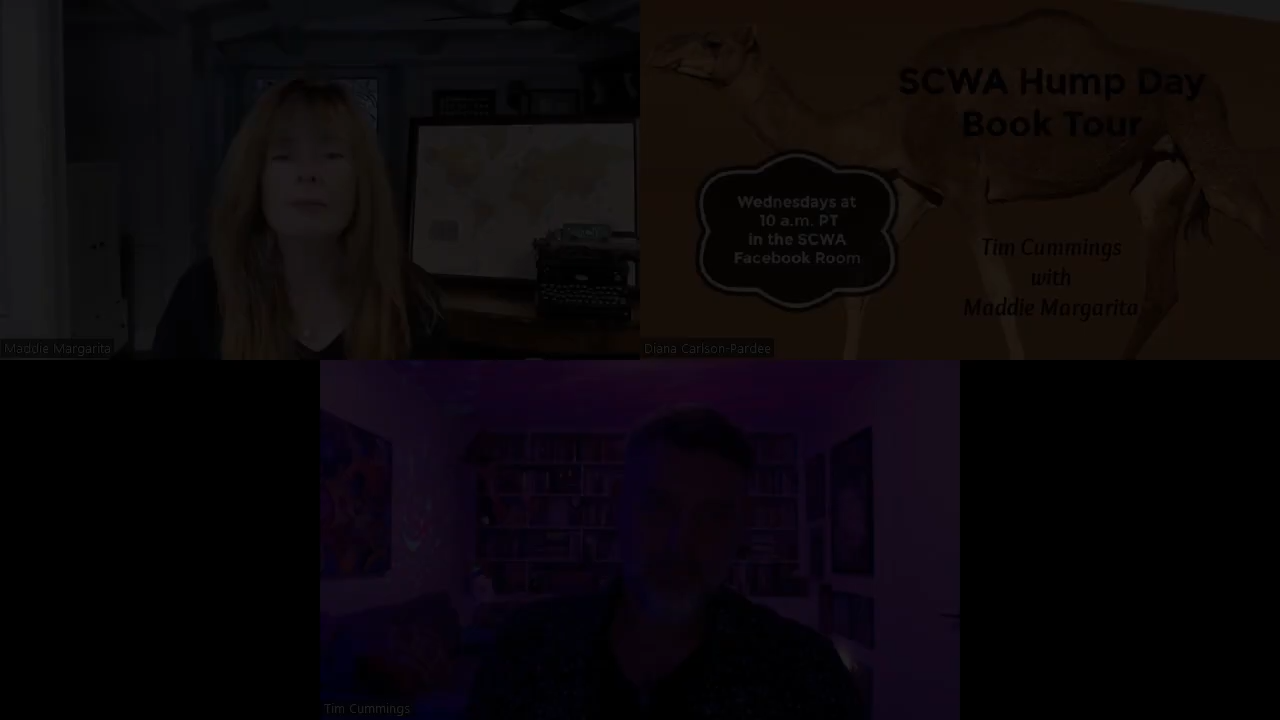 SCWA Hump Day
Book Tour
Wednesdays at
10 a.m. PT
in the SCWA
Facebook Room
Tim Cummings
with
Maddie Margarita
Maddie Margarita
Diana Carlson-Pardee
Tim Cummings